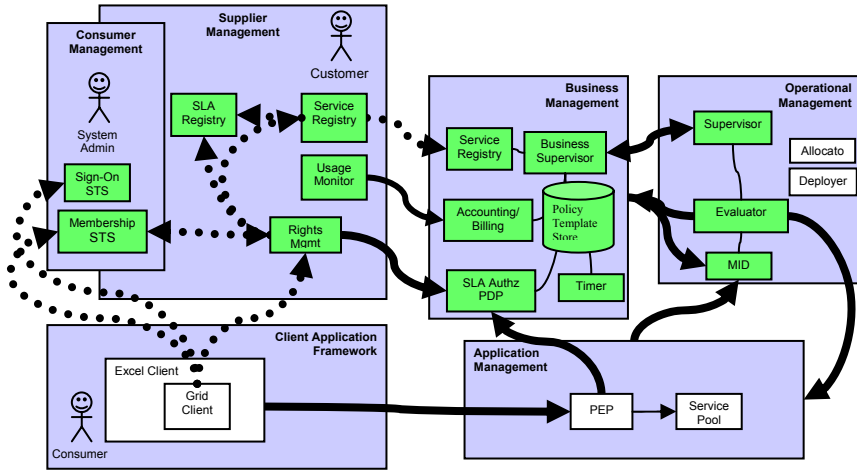 Consumer
Management
System
Admin
Sign-On
STS
Membership
STS
Supplier
Management
Customer
SLA
Registry
Service
Registry
Usage
Monitor
Rights
Mgmt
Business
Management
Service
Registry
Business
Supervisor
Accounting/
Billing
Policy
Template
Store
SLA Authz
PDP
Timer
Operational
Management
Supervisor
Allocato
Deployer
Evaluator
MID
Client Application
Framework
Excel Client
Grid
Client
Consumer
Application
Management
PEP
Service
Pool